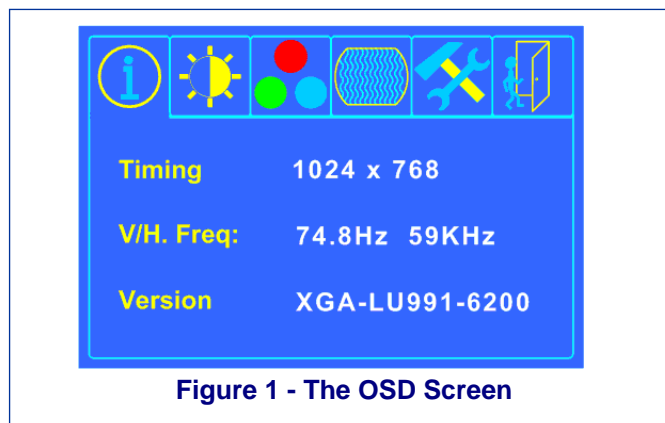 Timing 1024 x 768
V/H. Freq: 74.8Hz 59KHz
Version XGA-LU991-6200
Figure 1 - The OSD Screen